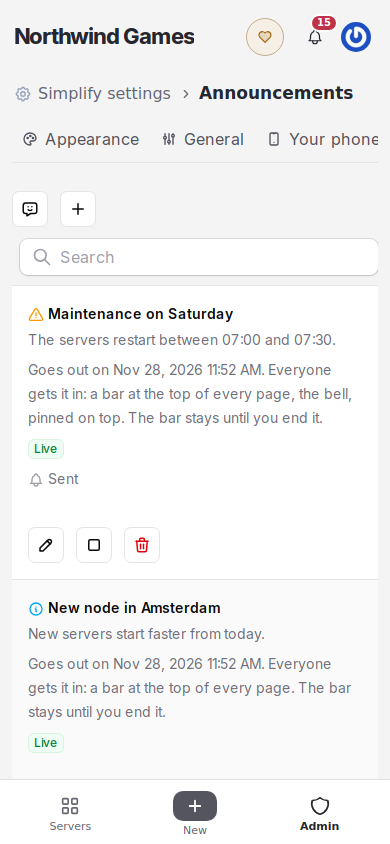 Northwind Games
15
Simplify settings > Announcements
Appearance General Your phone
Search
Maintenance on Saturday
The servers restart between 07:00 and 07:30.
Goes out on Nov 28, 2026 11:52 AM. Everyone
gets it in: a bar at the top of every page, the bell,
pinned on top. The bar stays until you end it.
Live
Sent
New node in Amsterdam
New servers start faster from today.
Goes out on Nov 28, 2026 11:52 AM. Everyone
gets it in: a bar at the top of every page. The bar
stays until you end it.
Live
Servers
New
Admin